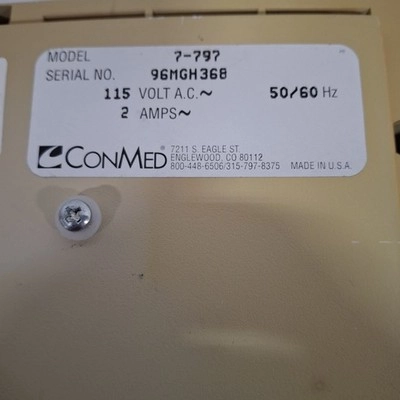 MODEL 7-797
SERIAL NO. 96MGH368
115 VOLT A.C.~ 50/60 Hz
2 AMPS~
CONMED®
7211 S. EAGLE ST.
ENGLEWOOD, CO 80112
800-448-6506/315-797-8375 MADE IN U.S.A.